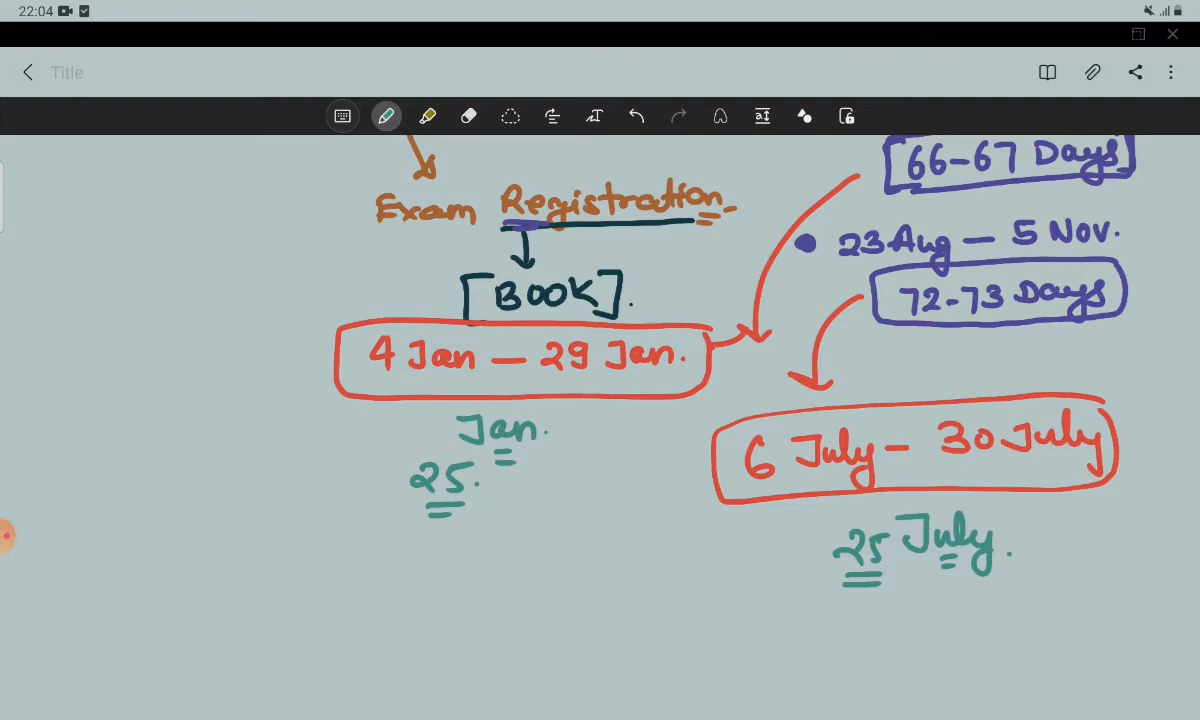 22:04
Title
[66-67 Days]
Exam Registration
• 23 Aug — 5 Nov.
[BOOK].
72-73 Days
4 Jan — 29 Jan.
Jan.
25.
6 July — 30 July
25 July.